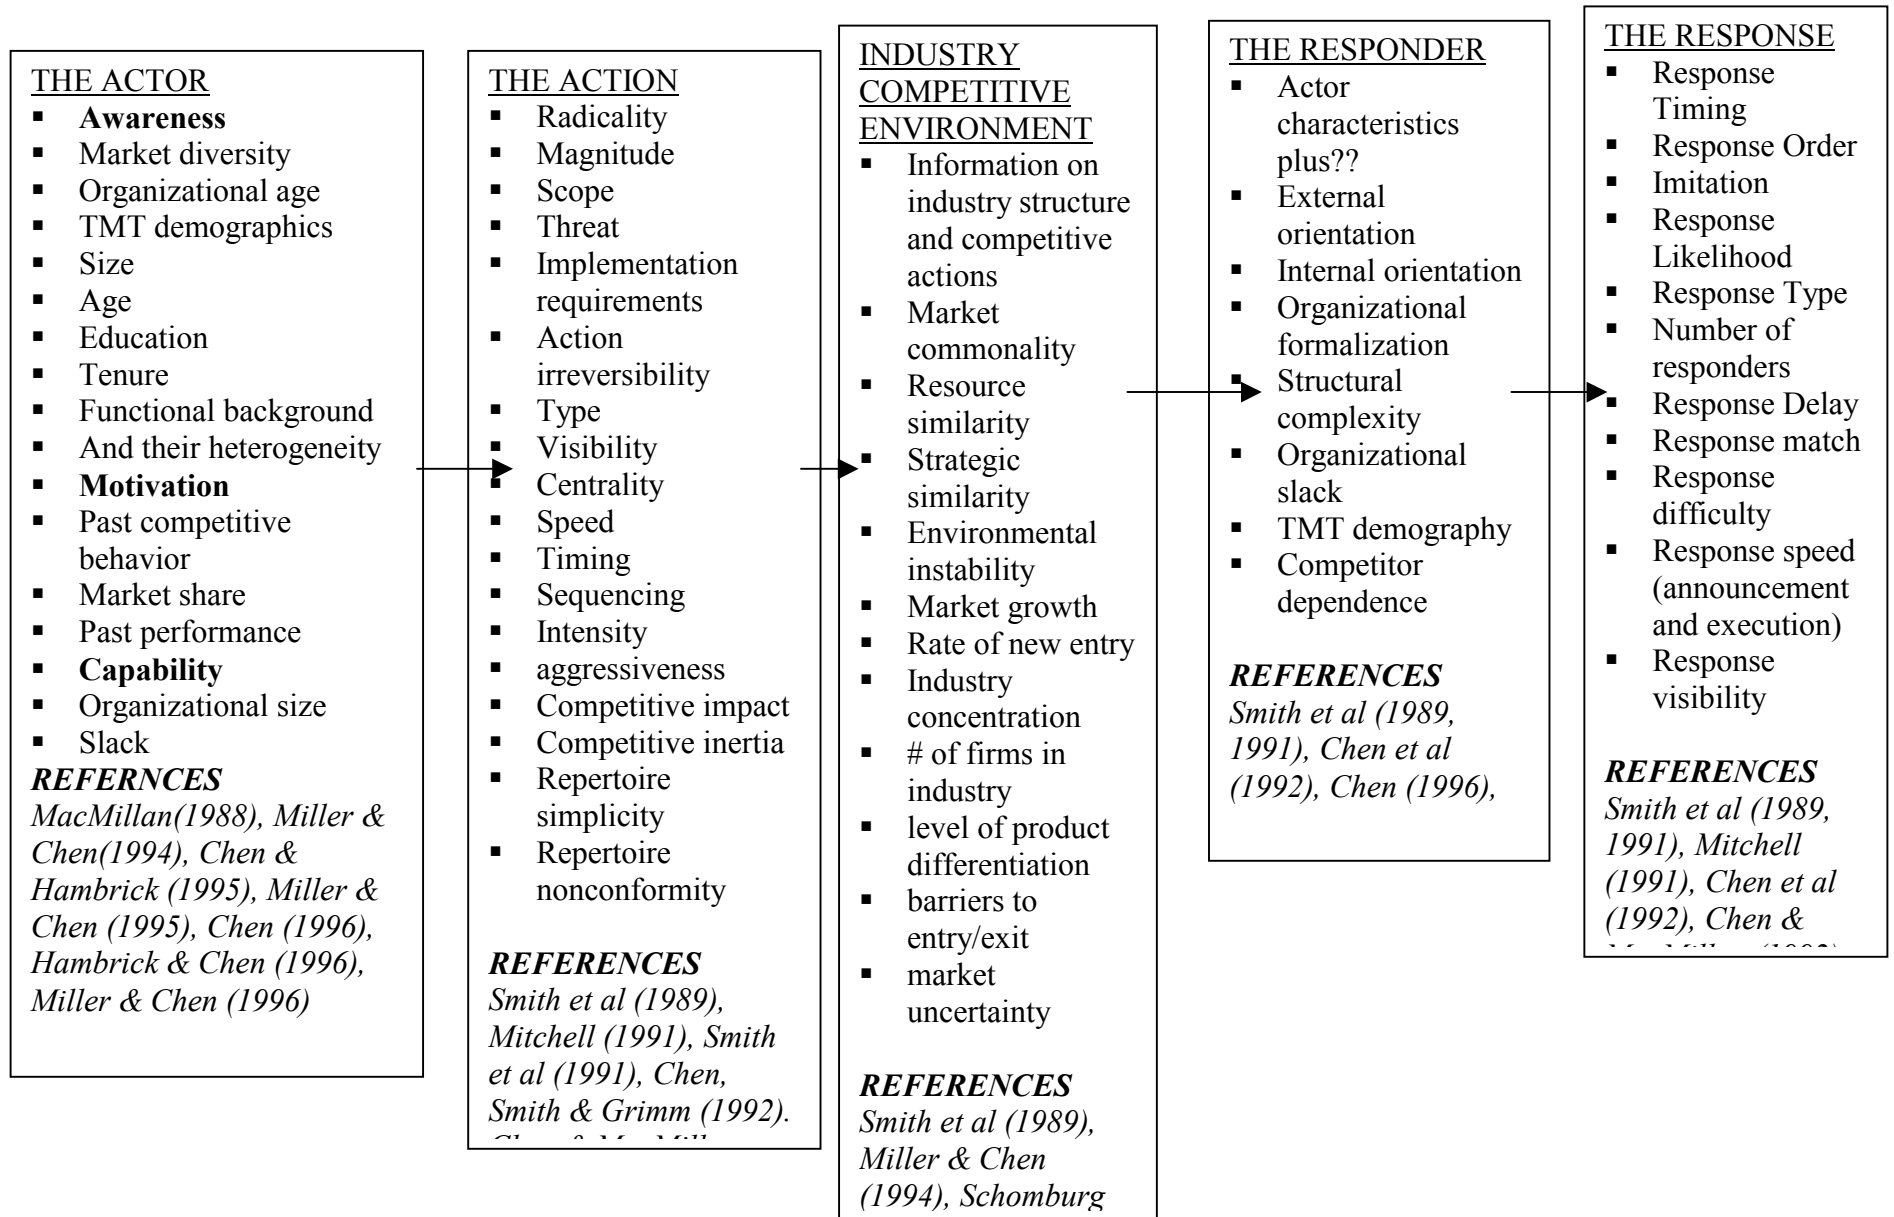 THE ACTOR
▪ Awareness
▪ Market diversity
▪ Organizational age
▪ TMT demographics
▪ Size
▪ Age
▪ Education
▪ Tenure
▪ Functional background
▪ And their heterogeneity
▪ Motivation
▪ Past competitive
behavior
▪ Market share
▪ Past performance
▪ Capability
▪ Organizational size
▪ Slack
REFERNCES
MacMillan(1988), Miller &
Chen(1994), Chen &
Hambrick (1995), Miller &
Chen (1995), Chen (1996),
Hambrick & Chen (1996),
Miller & Chen (1996)
THE ACTION
▪ Radicality
▪ Magnitude
▪ Scope
▪ Threat
▪ Implementation
requirements
▪ Action
irreversibility
▪ Type
▪ Visibility
▪ Centrality
▪ Speed
▪ Timing
▪ Sequencing
▪ Intensity
▪ aggressiveness
▪ Competitive impact
▪ Competitive inertia
▪ Repertoire
simplicity
▪ Repertoire
nonconformity
REFERENCES
Smith et al (1989),
Mitchell (1991), Smith
et al (1991), Chen,
Smith & Grimm (1992).
INDUSTRY
COMPETITIVE
ENVIRONMENT
▪ Information on
industry structure
and competitive
actions
▪ Market
commonality
▪ Resource
similarity
▪ Strategic
similarity
▪ Environmental
instability
▪ Market growth
▪ Rate of new entry
▪ Industry
concentration
▪ # of firms in
industry
▪ level of product
differentiation
▪ barriers to
entry/exit
▪ market
uncertainty
REFERENCES
Smith et al (1989),
Miller & Chen
(1994), Schomburg
THE RESPONDER
▪ Actor
characteristics
plus??
▪ External
orientation
▪ Internal orientation
▪ Organizational
formalization
▪ Structural
complexity
▪ Organizational
slack
▪ TMT demography
▪ Competitor
dependence
REFERENCES
Smith et al (1989,
1991), Chen et al
(1992), Chen (1996),
THE RESPONSE
▪ Response
Timing
▪ Response Order
▪ Imitation
▪ Response
Likelihood
▪ Response Type
▪ Number of
responders
▪ Response Delay
▪ Response match
▪ Response
difficulty
▪ Response speed
(announcement
and execution)
▪ Response
visibility
REFERENCES
Smith et al (1989,
1991), Mitchell
(1991), Chen et al
(1992), Chen &